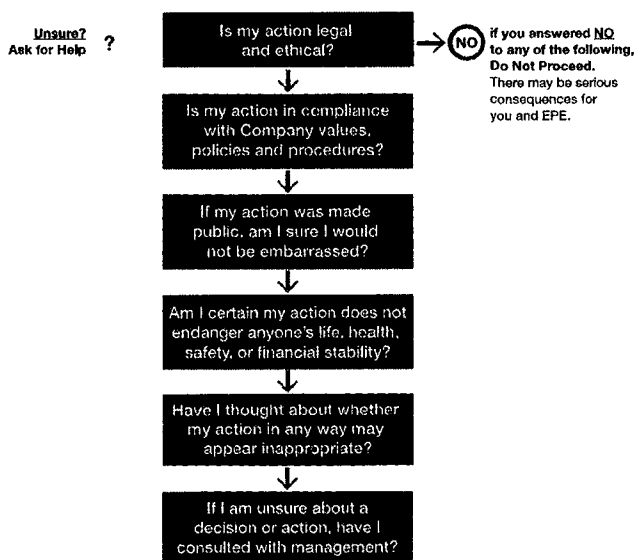 Unsure?
Ask for Help
?
Is my action legal
and ethical?
NO
if you answered NO
to any of the following,
Do Not Proceed.
There may be serious
consequences for
you and EPE.
Is my action in compliance
with Company values,
policies and procedures?
If my action was made
public, am I sure I would
not be embarrassed?
Am I certain my action does not
endanger anyone's life, health,
safety, or financial stability?
Have I thought about whether
my action in any way may
appear inappropriate?
If I am unsure about a
decision or action, have I
consulted with management?